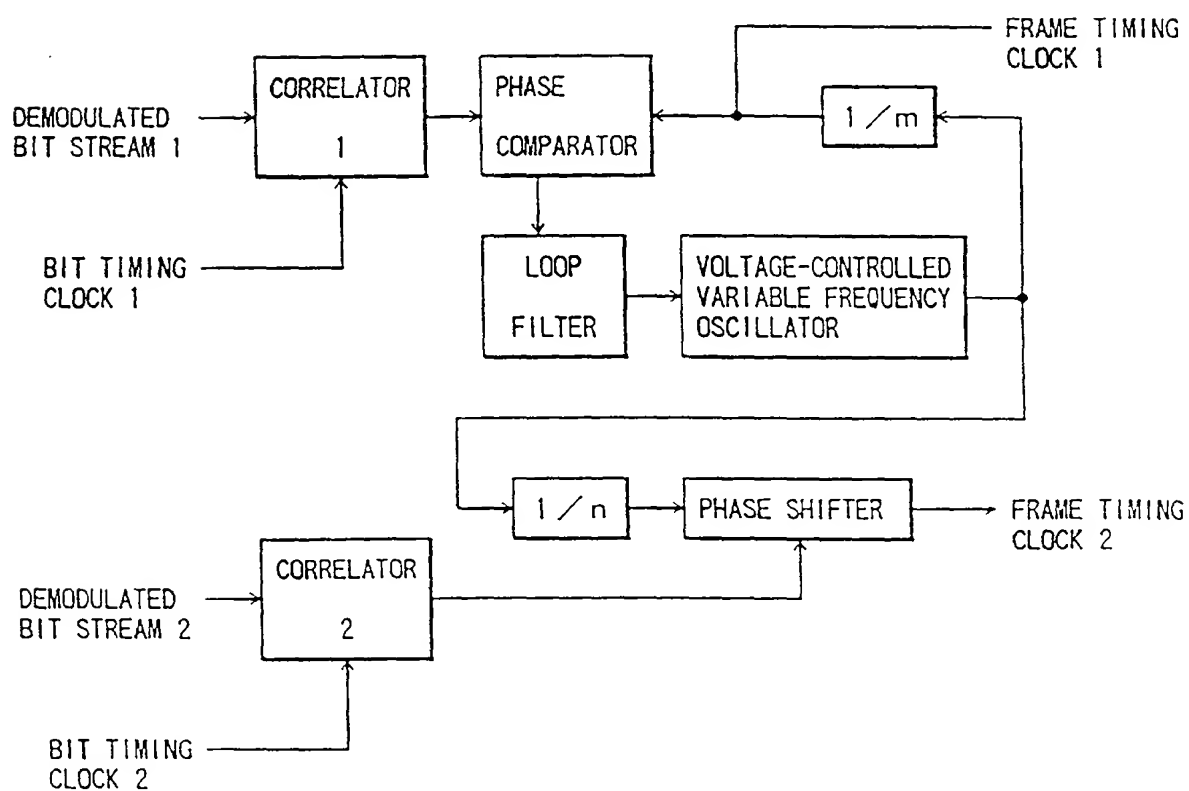 FRAME TIMING
CLOCK 1
CORRELATOR
1
PHASE
COMPARATOR
1/m
DEMODULATED
BIT STREAM 1
BIT TIMING
CLOCK 1
LOOP
FILTER
VOLTAGE-CONTROLLED
VARIABLE FREQUENCY
OSCILLATOR
1/n
PHASE SHIFTER
FRAME TIMING
CLOCK 2
CORRELATOR
2
DEMODULATED
BIT STREAM 2
BIT TIMING
CLOCK 2